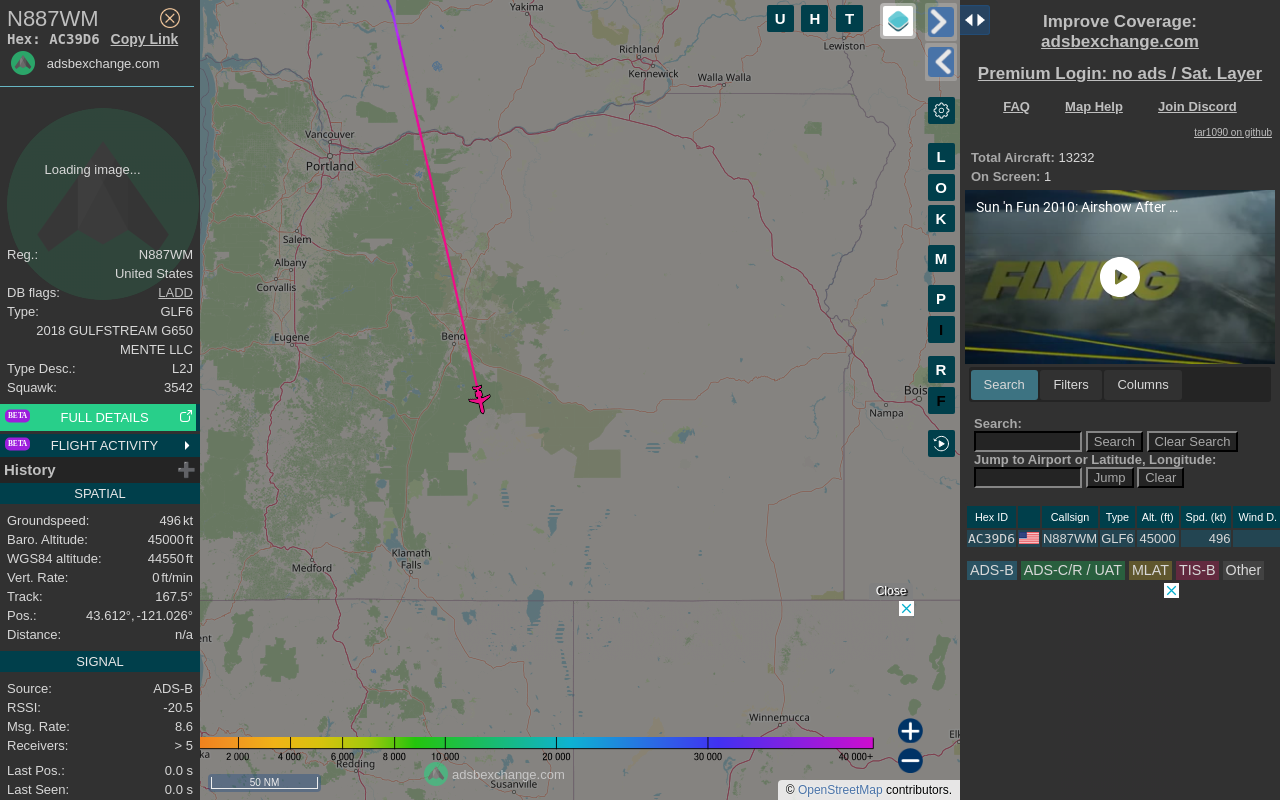 N887WM
Hex: AC39D6 Copy Link
adsbexchange.com
Loading image...
Reg.: N887WM
United States
DB flags: LADD
Type: GLF6
2018 GULFSTREAM G650
MENTE LLC
Type Desc.: L2J
Squawk: 3542
BETA FULL DETAILS
BETA FLIGHT ACTIVITY
History
SPATIAL
Groundspeed: 496 kt
Baro. Altitude: 45000 ft
WGS84 altitude: 44550 ft
Vert. Rate: 0 ft/min
Track: 167.5°
Pos.: 43.612°, -121.026°
Distance: n/a
SIGNAL
Source: ADS-B
RSSI: -20.5
Msg. Rate: 8.6
Receivers: > 5
Last Pos.: 0.0 s
Last Seen: 0.0 s
Yakima
Richland
Kennewick
Walla Walla
Lewiston
Vancouver
Portland
Salem
Albany
Corvallis
Eugene
Bend
Bois
Nampa
Klamath
Falls
Medford
ent
Winnemucca
Elk
ka
Redding
Susanville
U H T
L
O
K
M
P
I
R
F
Close
2 000 4 000 6 000 8 000 10 000 20 000 30 000 40 000+
adsbexchange.com
50 NM
© OpenStreetMap contributors.
Improve Coverage:
adsbexchange.com
Premium Login: no ads / Sat. Layer
FAQ Map Help Join Discord
tar1090 on github
Total Aircraft: 13232
On Screen: 1
Sun 'n Fun 2010: Airshow After ...
FLYING
Search Filters Columns
Search:
Search Clear Search
Jump to Airport or Latitude, Longitude:
Jump Clear
Hex ID Callsign Type Alt. (ft) Spd. (kt) Wind D.
AC39D6 N887WM GLF6 45000 496
ADS-B ADS-C/R / UAT MLAT TIS-B Other